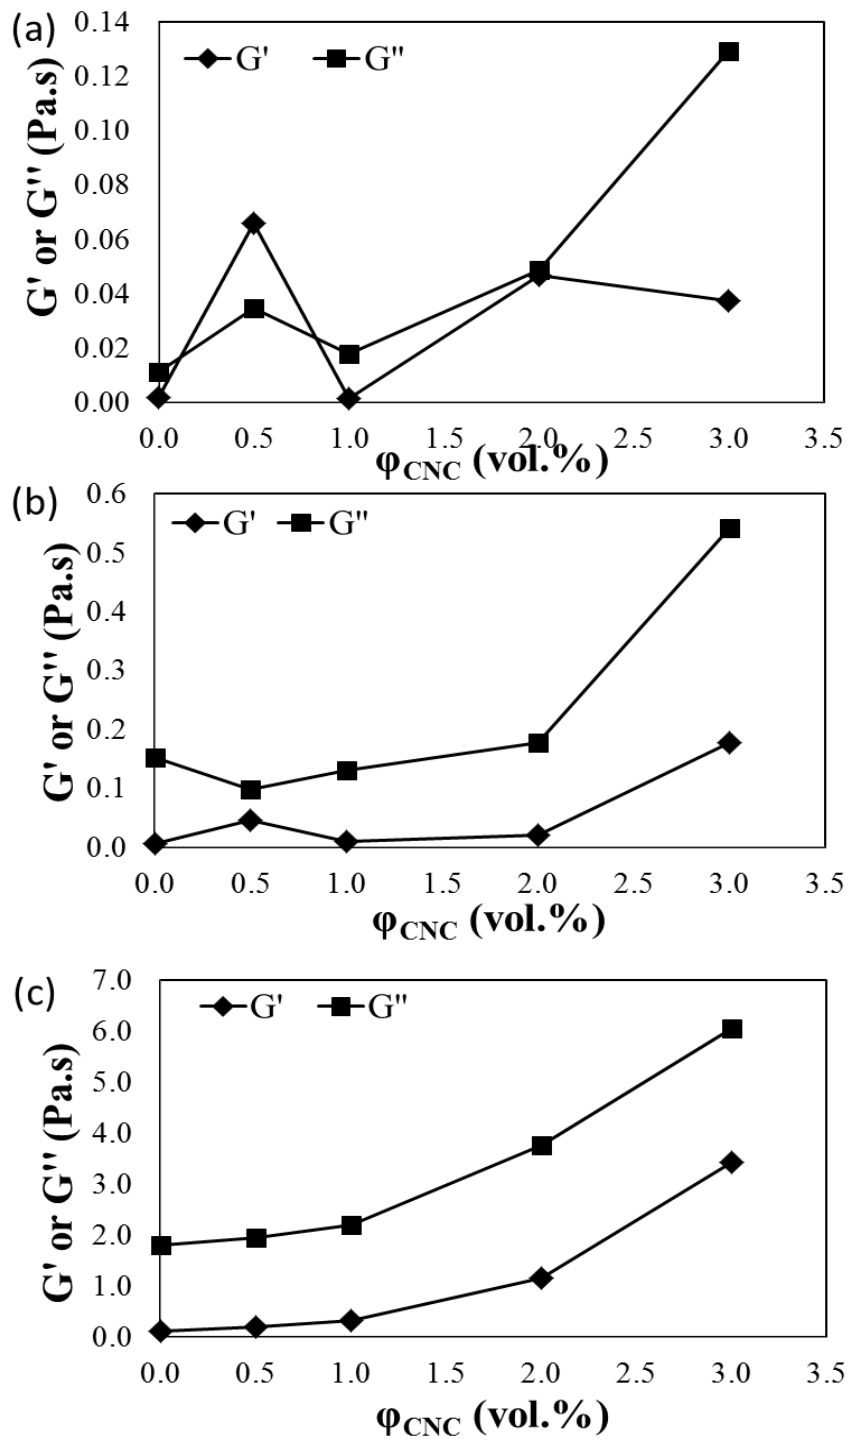 (a)
G' or G'' (Pa.s)
0.14
0.12
0.10
0.08
0.06
0.04
0.02
0.00
G' G''
0.0 0.5 1.0 1.5 2.0 2.5 3.0 3.5
φCNC (vol.%)
(b)
G' or G'' (Pa.s)
0.6
0.5
0.4
0.3
0.2
0.1
0.0
G' G''
0.0 0.5 1.0 1.5 2.0 2.5 3.0 3.5
φCNC (vol.%)
(c)
G' or G'' (Pa.s)
7.0
6.0
5.0
4.0
3.0
2.0
1.0
0.0
G' G''
0.0 0.5 1.0 1.5 2.0 2.5 3.0 3.5
φCNC (vol.%)